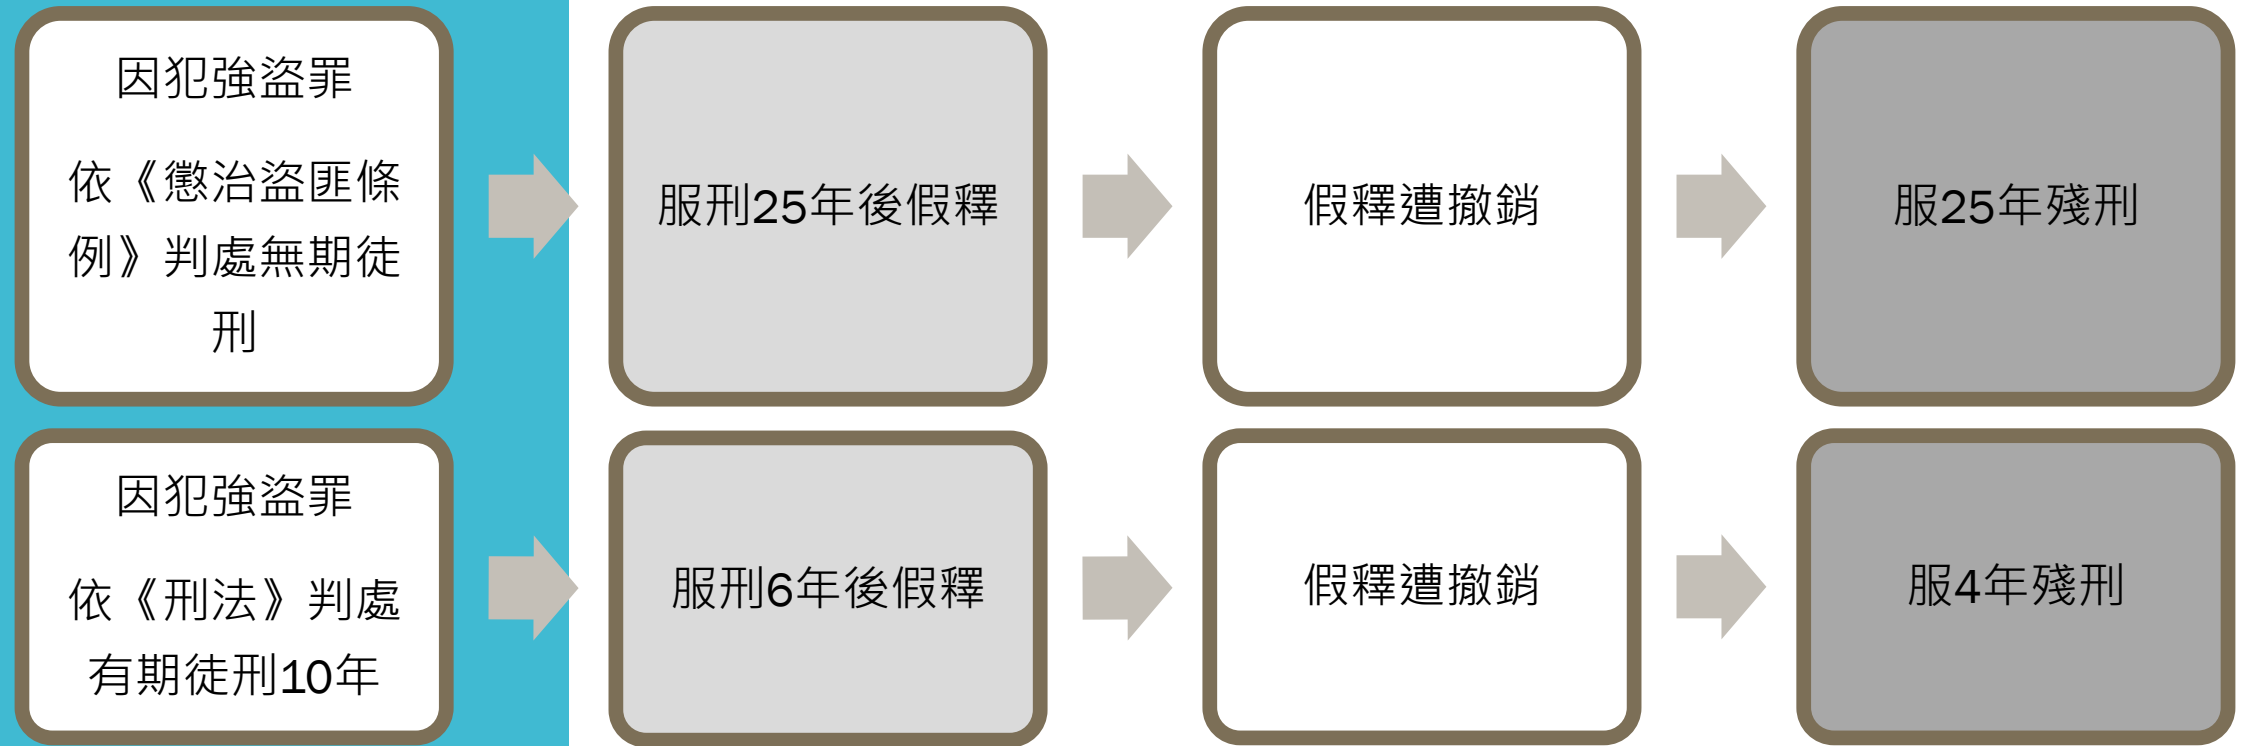 因犯強盜罪
依《懲治盜匪條
例》判處無期徒
刑
服刑25年後假釋
假釋遭撤銷
服25年殘刑
因犯強盜罪
依《刑法》判處
有期徒刑10年
服刑6年後假釋
假釋遭撤銷
服4年殘刑